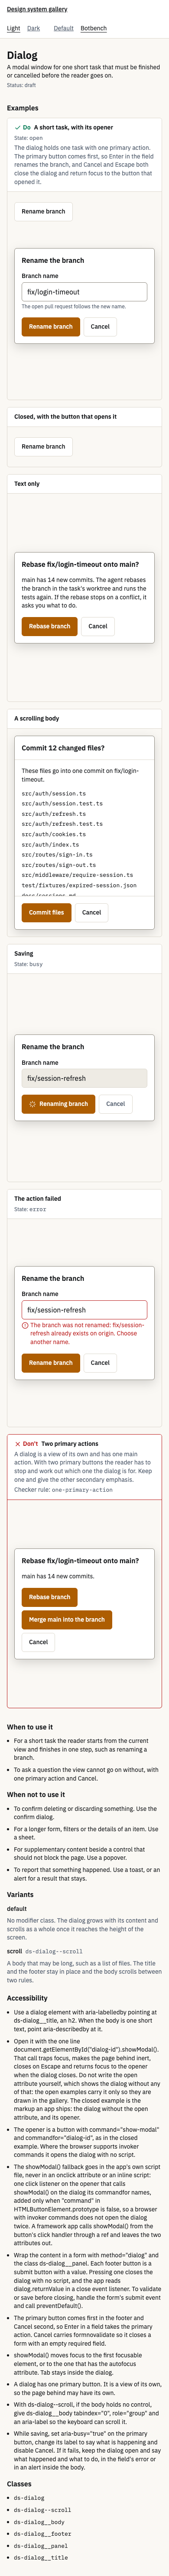 Design system gallery
Light Dark Default Botbench
Dialog
A modal window for one short task that must be finished
or cancelled before the reader goes on.
Status: draft
Examples
Do A short task, with its opener
State: open
The dialog holds one task with one primary action.
The primary button comes first, so Enter in the field
renames the branch, and Cancel and Escape both
close the dialog and return focus to the button that
opened it.
Rename branch
Rename the branch
Branch name
fix/login-timeout
The open pull request follows the new name.
Rename branch Cancel
Closed, with the button that opens it
Rename branch
Text only
Rebase fix/login-timeout onto main?
main has 14 new commits. The agent rebases
the branch in the task's worktree and runs the
tests again. If the rebase stops on a conflict, it
asks you what to do.
Rebase branch Cancel
A scrolling body
Commit 12 changed files?
These files go into one commit on fix/login-
timeout.
src/auth/session.ts
src/auth/session.test.ts
src/auth/refresh.ts
src/auth/refresh.test.ts
src/auth/cookies.ts
src/auth/index.ts
src/routes/sign-in.ts
src/routes/sign-out.ts
src/middleware/require-session.ts
test/fixtures/expired-session.json
Commit files Cancel
Saving
State: busy
Rename the branch
Branch name
fix/session-refresh
Renaming branch Cancel
The action failed
State: error
Rename the branch
Branch name
fix/session-refresh
The branch was not renamed: fix/session-
refresh already exists on origin. Choose
another name.
Rename branch Cancel
Don't Two primary actions
A dialog is a view of its own and has one main
action. With two primary buttons the reader has to
stop and work out which one the dialog is for. Keep
one and give the other secondary emphasis.
Checker rule: one-primary-action
Rebase fix/login-timeout onto main?
main has 14 new commits.
Rebase branch
Merge main into the branch
Cancel
When to use it
• For a short task the reader starts from the current
view and finishes in one step, such as renaming a
branch.
• To ask a question the view cannot go on without, with
one primary action and Cancel.
When not to use it
• To confirm deleting or discarding something. Use the
confirm dialog.
• For a longer form, filters or the details of an item. Use
a sheet.
• For supplementary content beside a control that
should not block the page. Use a popover.
• To report that something happened. Use a toast, or an
alert for a result that stays.
Variants
default
No modifier class. The dialog grows with its content and
scrolls as a whole once it reaches the height of the
screen.
scroll ds-dialog--scroll
A body that may be long, such as a list of files. The title
and the footer stay in place and the body scrolls between
two rules.
Accessibility
• Use a dialog element with aria-labelledby pointing at
ds-dialog__title, an h2. When the body is one short
text, point aria-describedby at it.
• Open it with the one line
document.getElementById("dialog-id").showModal().
That call traps focus, makes the page behind inert,
closes on Escape and returns focus to the opener
when the dialog closes. Do not write the open
attribute yourself, which shows the dialog without any
of that: the open examples carry it only so they are
drawn in the gallery. The closed example is the
markup an app ships: the dialog without the open
attribute, and its opener.
• The opener is a button with command="show-modal"
and commandfor="dialog-id", as in the closed
example. Where the browser supports invoker
commands it opens the dialog with no script.
• The showModal() fallback goes in the app's own script
file, never in an onclick attribute or an inline script:
one click listener on the opener that calls
showModal() on the dialog its commandfor names,
added only when "command" in
HTMLButtonElement.prototype is false, so a browser
with invoker commands does not open the dialog
twice. A framework app calls showModal() from the
button's click handler through a ref and leaves the two
attributes out.
• Wrap the content in a form with method="dialog" and
the class ds-dialog__panel. Each footer button is a
submit button with a value. Pressing one closes the
dialog with no script, and the app reads
dialog.returnValue in a close event listener. To validate
or save before closing, handle the form's submit event
and call preventDefault().
• The primary button comes first in the footer and
Cancel second, so Enter in a field takes the primary
action. Cancel carries formnovalidate so it closes a
form with an empty required field.
• showModal() moves focus to the first focusable
element, or to the one that has the autofocus
attribute. Tab stays inside the dialog.
• A dialog has one primary button. It is a view of its own,
so the page behind may have its own.
• With ds-dialog--scroll, if the body holds no control,
give ds-dialog__body tabindex="0", role="group" and
an aria-label so the keyboard can scroll it.
• While saving, set aria-busy="true" on the primary
button, change its label to say what is happening and
disable Cancel. If it fails, keep the dialog open and say
what happened and what to do, in the field's error or
in an alert inside the body.
Classes
• ds-dialog
• ds-dialog--scroll
• ds-dialog__body
• ds-dialog__footer
• ds-dialog__panel
• ds-dialog__title